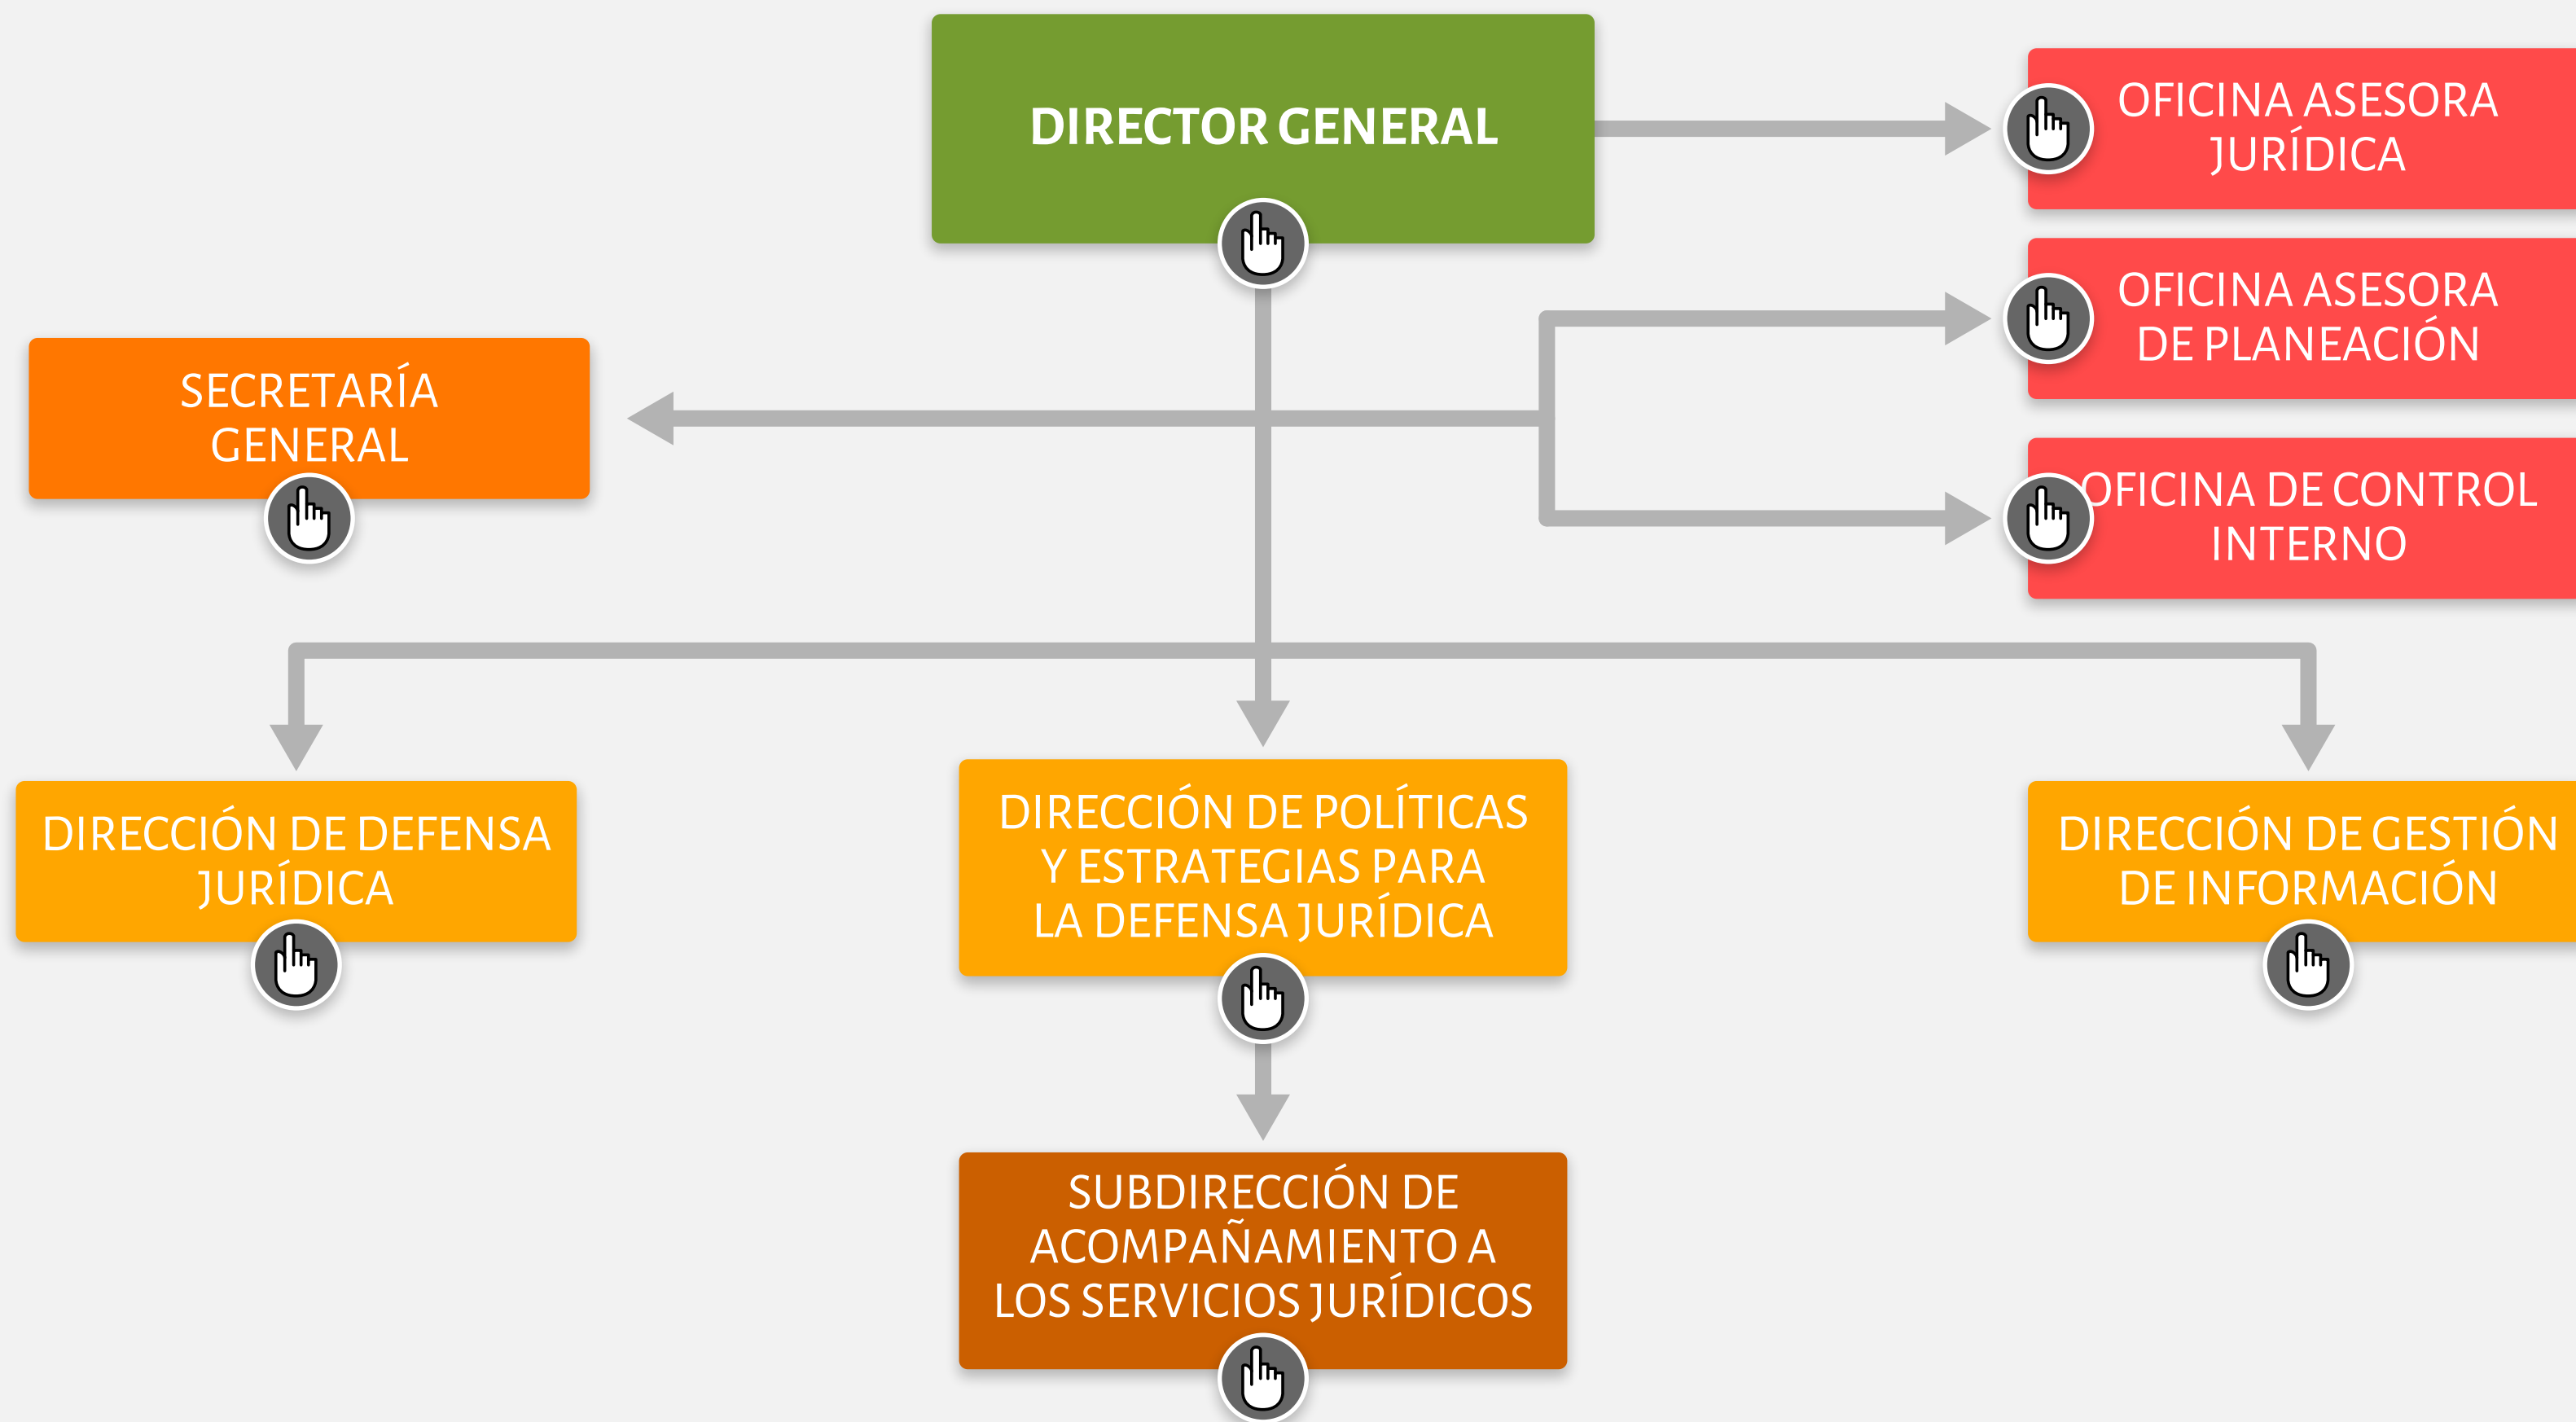 DIRECTOR GENERAL
OFICINA ASESORA
JURÍDICA
OFICINA ASESORA
DE PLANEACIÓN
SECRETARÍA
GENERAL
OFICINA DE CONTROL
INTERNO
DIRECCIÓN DE DEFENSA
JURÍDICA
DIRECCIÓN DE POLÍTICAS
Y ESTRATEGIAS PARA
LA DEFENSA JURÍDICA
DIRECCIÓN DE GESTIÓN
DE INFORMACIÓN
SUBDIRECCIÓN DE
ACOMPAÑAMIENTO A
LOS SERVICIOS JURÍDICOS